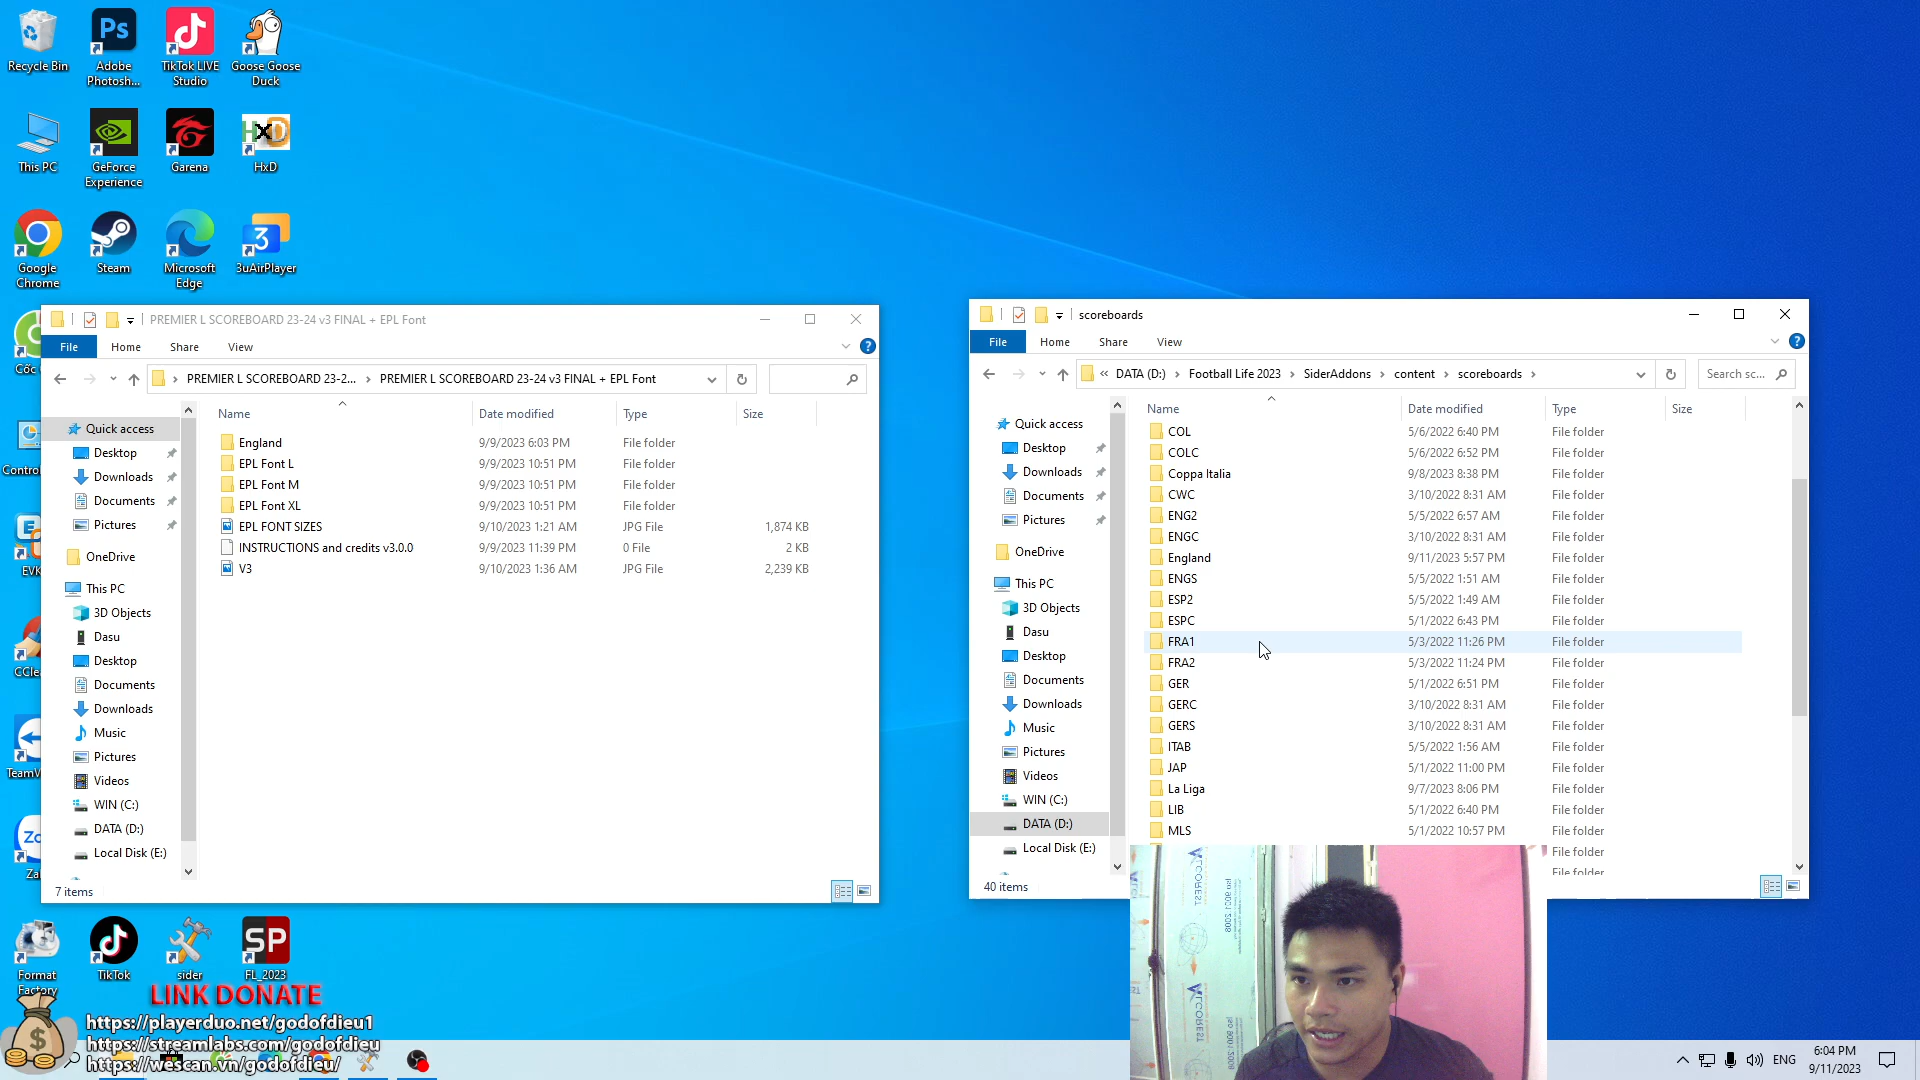 Recycle Bin
Adobe
Photosh...
TikTok LIVE
Studio
Goose Goose
Duck
This PC
GeForce
Experience
Garena
HxD
Google
Chrome
Steam
Microsoft
Edge
3uAirPlayer
PREMIER L SCOREBOARD 23-24 v3 FINAL + EPL Font
File
Home
Share
View
PREMIER L SCOREBOARD 23-2...
PREMIER L SCOREBOARD 23-24 v3 FINAL + EPL Font
Name
Date modified
Type
Size
Quick access
Desktop
Downloads
Documents
Pictures
OneDrive
This PC
3D Objects
Dasu
Desktop
Documents
Downloads
Music
Pictures
Videos
WIN (C:)
DATA (D:)
Local Disk (E:)
England 9/9/2023 6:03 PM File folder
EPL Font L 9/9/2023 10:51 PM File folder
EPL Font M 9/9/2023 10:51 PM File folder
EPL Font XL 9/9/2023 10:51 PM File folder
EPL FONT SIZES 9/10/2023 1:21 AM JPG File 1,874 KB
INSTRUCTIONS and credits v3.0.0 9/9/2023 11:39 PM 0 File 2 KB
V3 9/10/2023 1:36 AM JPG File 2,239 KB
7 items
scoreboards
File
Home
Share
View
« DATA (D:) › Football Life 2023 › SiderAddons › content › scoreboards ›
Search sc...
Name
Date modified
Type
Size
Quick access
Desktop
Downloads
Documents
Pictures
OneDrive
This PC
3D Objects
Dasu
Desktop
Documents
Downloads
Music
Pictures
Videos
WIN (C:)
DATA (D:)
Local Disk (E:)
COL 5/6/2022 6:40 PM File folder
COLC 5/6/2022 6:52 PM File folder
Coppa Italia 9/8/2023 8:38 PM File folder
CWC 3/10/2022 8:31 AM File folder
ENG2 5/5/2022 6:57 AM File folder
ENGC 3/10/2022 8:31 AM File folder
England 9/11/2023 5:57 PM File folder
ENGS 5/5/2022 1:51 AM File folder
ESP2 5/5/2022 1:49 AM File folder
ESPC 5/1/2022 6:43 PM File folder
FRA1 5/3/2022 11:26 PM File folder
FRA2 5/3/2022 11:24 PM File folder
GER 5/1/2022 6:51 PM File folder
GERC 3/10/2022 8:31 AM File folder
GERS 3/10/2022 8:31 AM File folder
ITAB 5/5/2022 1:56 AM File folder
JAP 5/1/2022 11:00 PM File folder
La Liga 9/7/2023 8:06 PM File folder
LIB 5/1/2022 6:40 PM File folder
MLS 5/1/2022 10:57 PM File folder
File folder
File folder
40 items
Format
Factory
TikTok
sider
SP
FL_2023
LINK DONATE
https://playerduo.net/godofdieu1
https://streamlabs.com/godofdieu
https://wescan.vn/godofdieu/
ENG
6:04 PM
9/11/2023